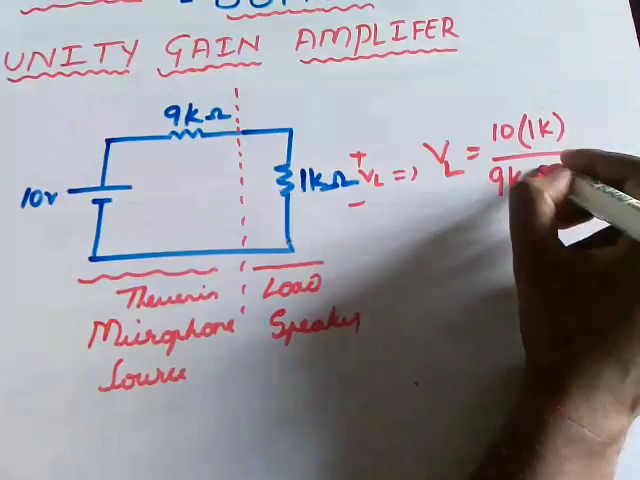 UNITY GAIN AMPLIFER
9kΩ
10v
1kΩ
+
VL
-
=>
VL = 10(1k)
9k
Thevenin
Microphone
Source
Load
Speaker